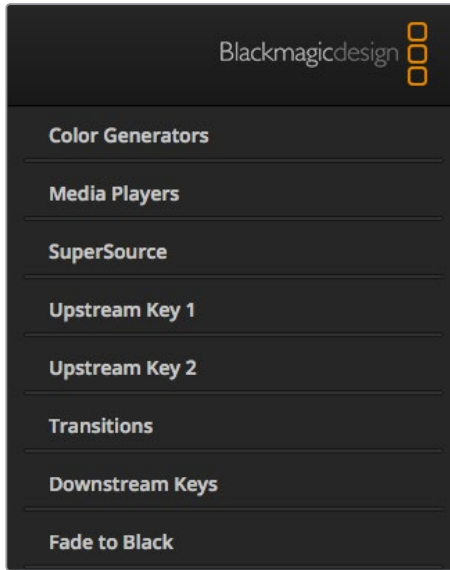 Blackmagicdesign
Color Generators
Media Players
SuperSource
Upstream Key 1
Upstream Key 2
Transitions
Downstream Keys
Fade to Black